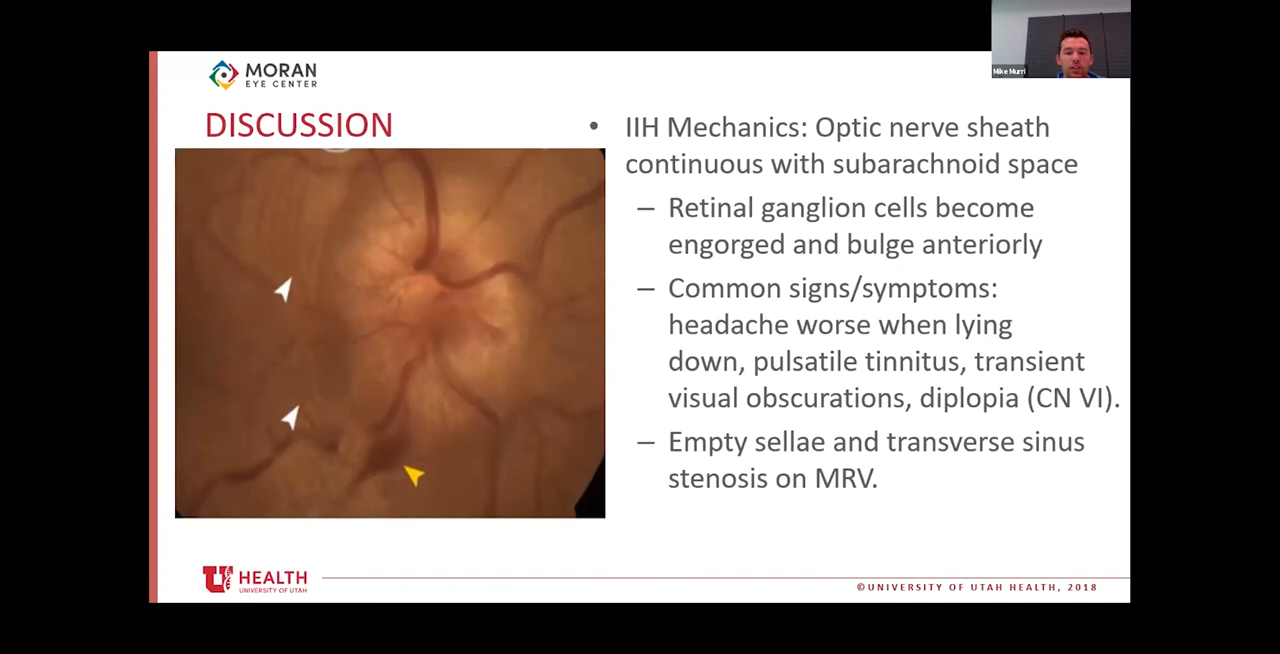 Mike Murri
MORAN
EYE CENTER
DISCUSSION
• IIH Mechanics: Optic nerve sheath
continuous with subarachnoid space
– Retinal ganglion cells become
engorged and bulge anteriorly
– Common signs/symptoms:
headache worse when lying
down, pulsatile tinnitus, transient
visual obscurations, diplopia (CN VI).
– Empty sellae and transverse sinus
stenosis on MRV.
U HEALTH
UNIVERSITY OF UTAH
©UNIVERSITY OF UTAH HEALTH, 2018